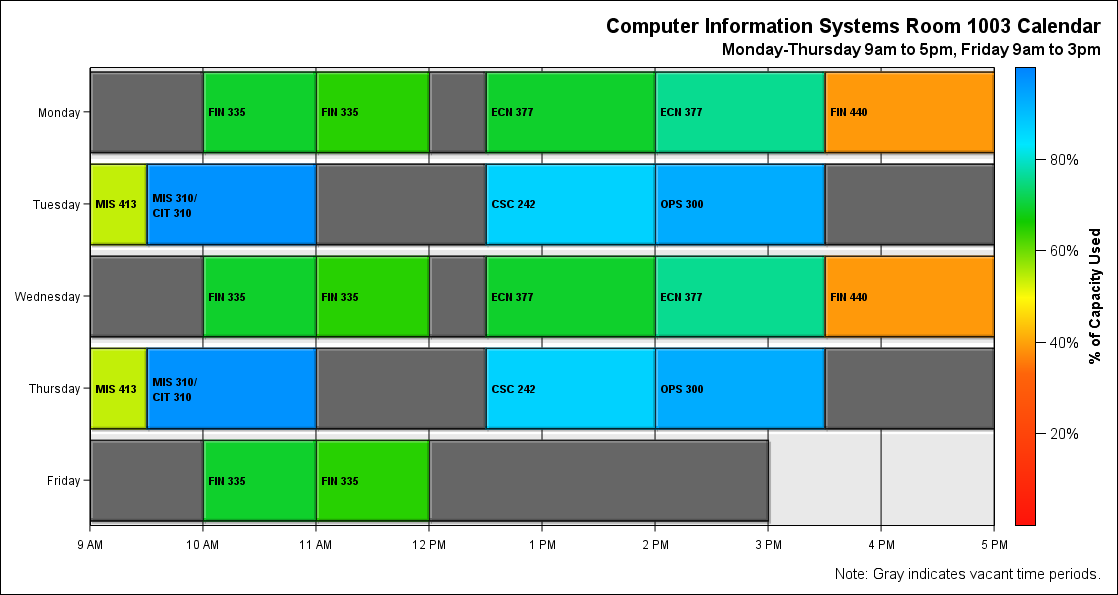 Computer Information Systems Room 1003 Calendar
Monday-Thursday 9am to 5pm, Friday 9am to 3pm
Monday
FIN 335
FIN 335
ECN 377
ECN 377
FIN 440
Tuesday
MIS 413
MIS 310/
CIT 310
CSC 242
OPS 300
Wednesday
FIN 335
FIN 335
ECN 377
ECN 377
FIN 440
Thursday
MIS 413
MIS 310/
CIT 310
CSC 242
OPS 300
Friday
FIN 335
FIN 335
9 AM
10 AM
11 AM
12 PM
1 PM
2 PM
3 PM
4 PM
5 PM
80%
60%
40%
20%
% of Capacity Used
Note: Gray indicates vacant time periods.